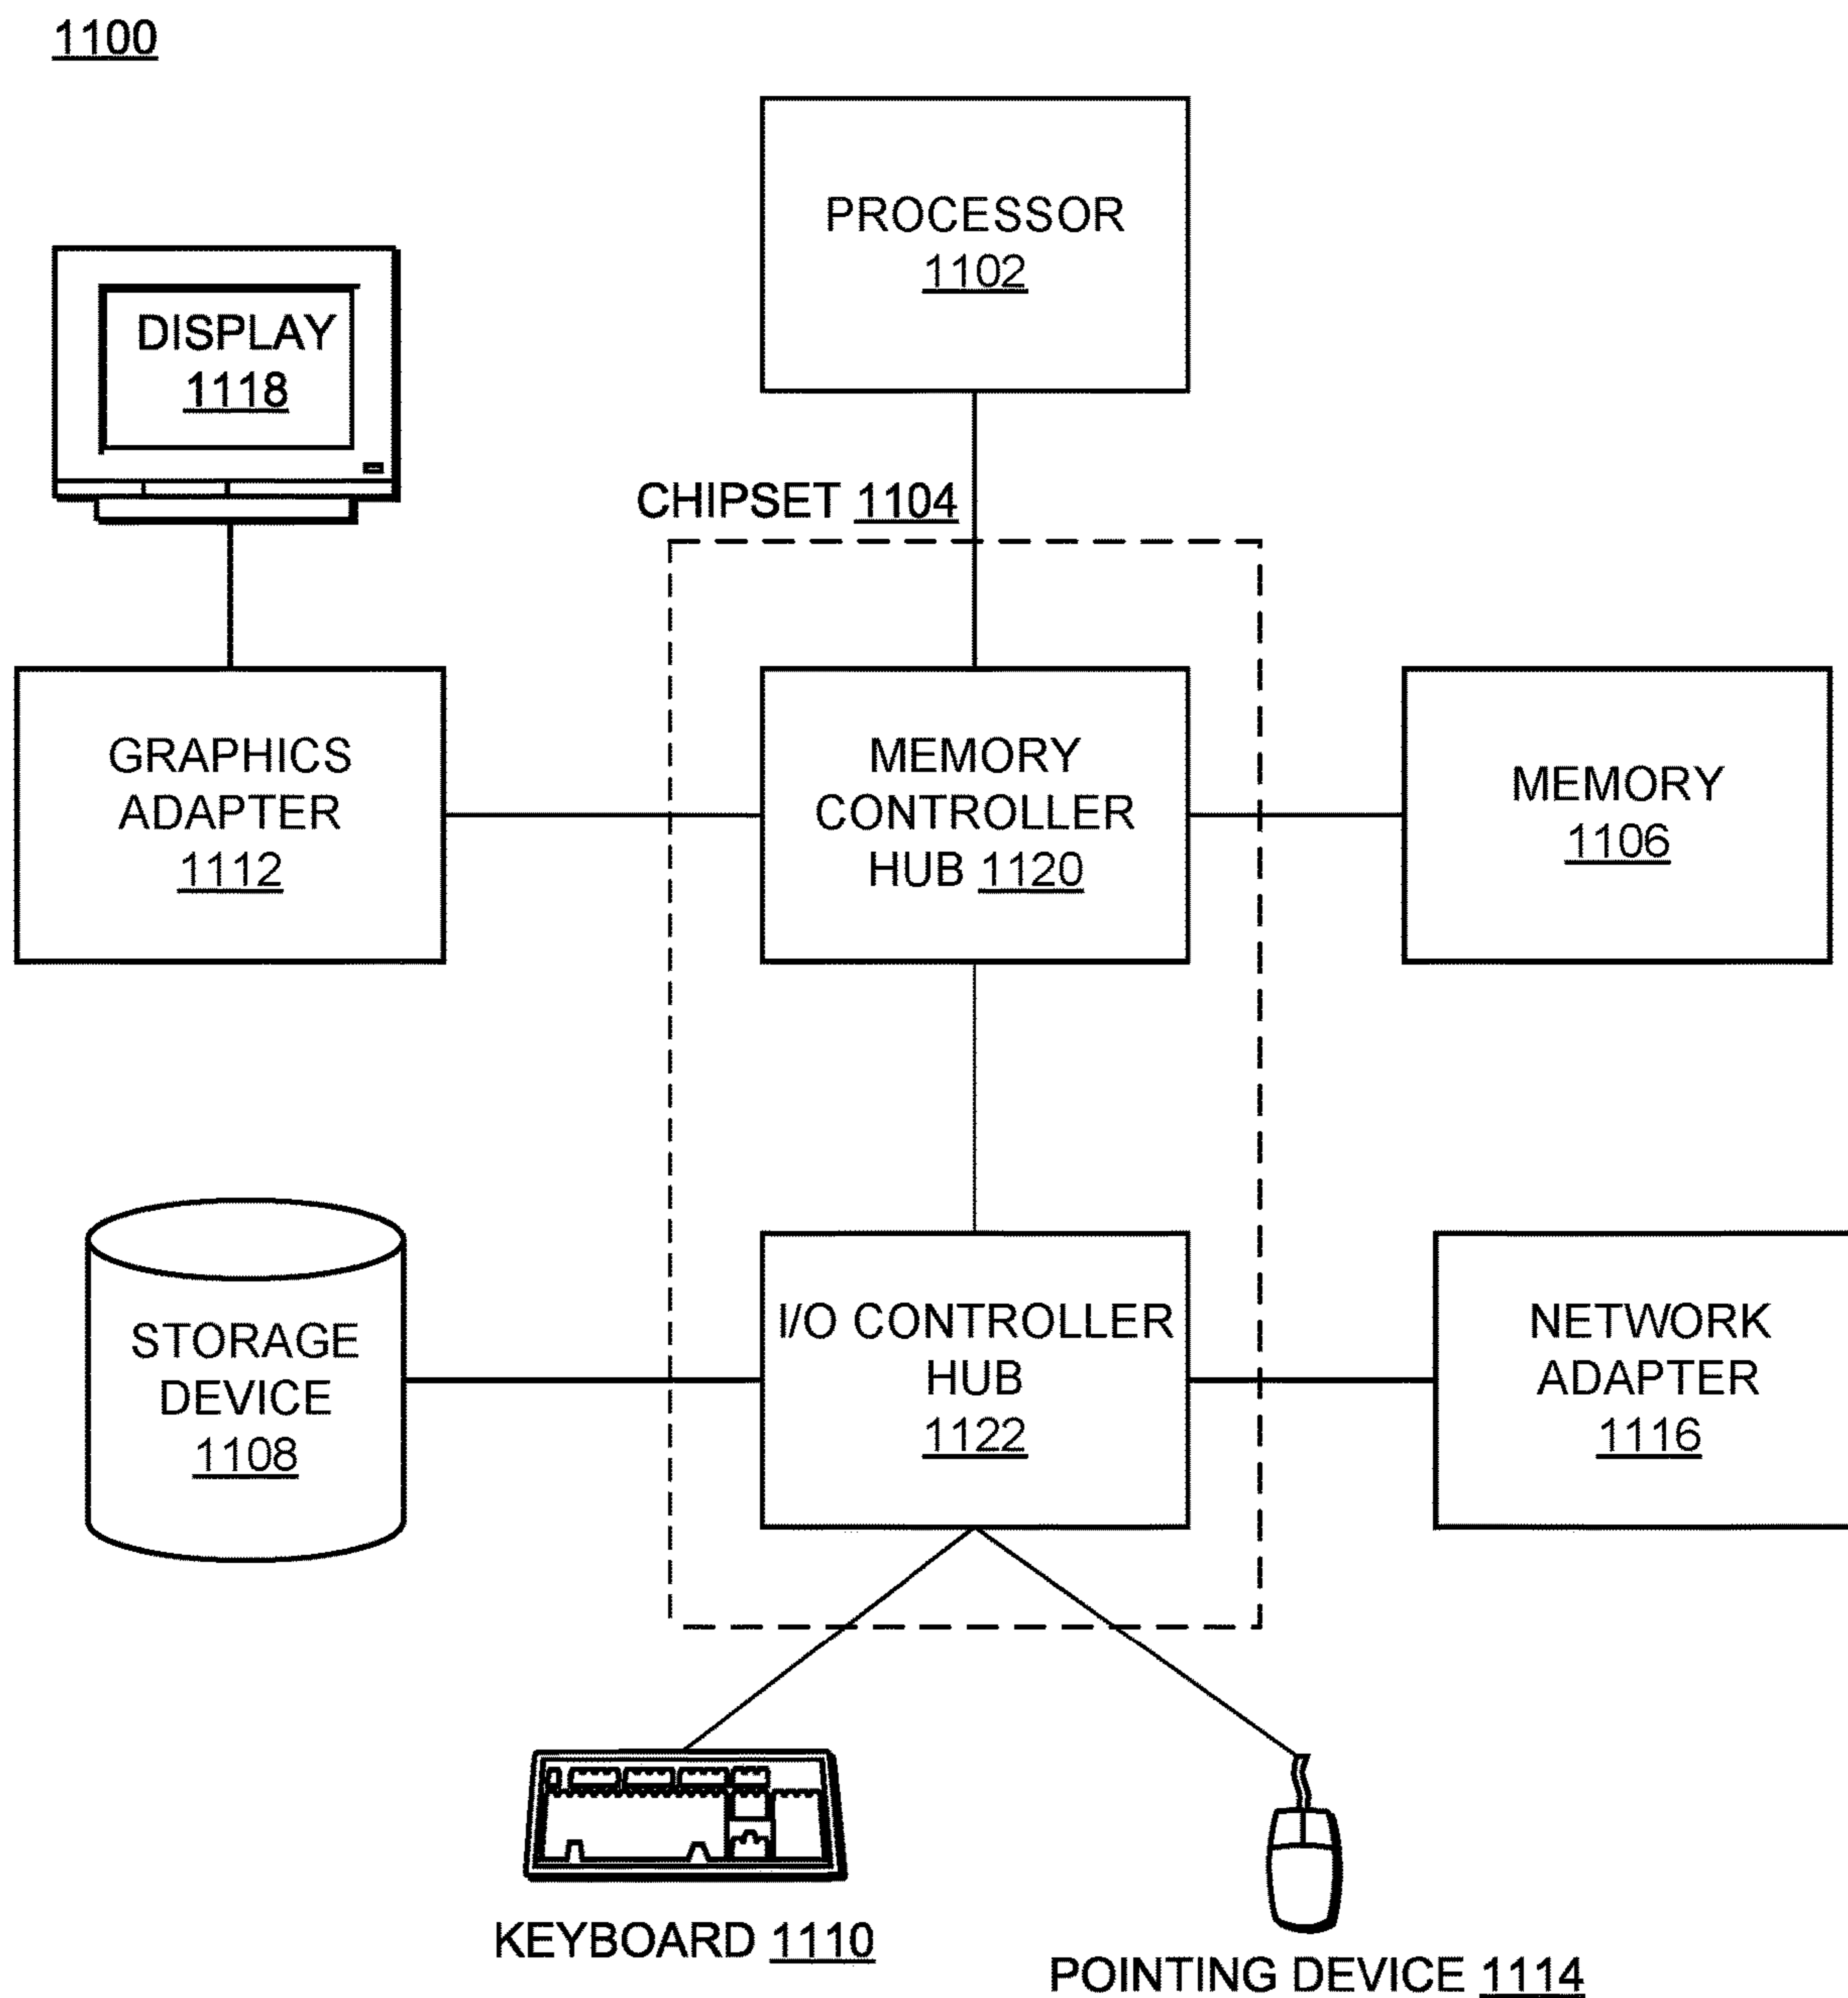 1100
PROCESSOR
1102
DISPLAY
1118
CHIPSET 1104
GRAPHICS
ADAPTER
1112
MEMORY
CONTROLLER
HUB 1120
MEMORY
1106
STORAGE
DEVICE
1108
I/O CONTROLLER
HUB
1122
NETWORK
ADAPTER
1116
KEYBOARD 1110
POINTING DEVICE 1114